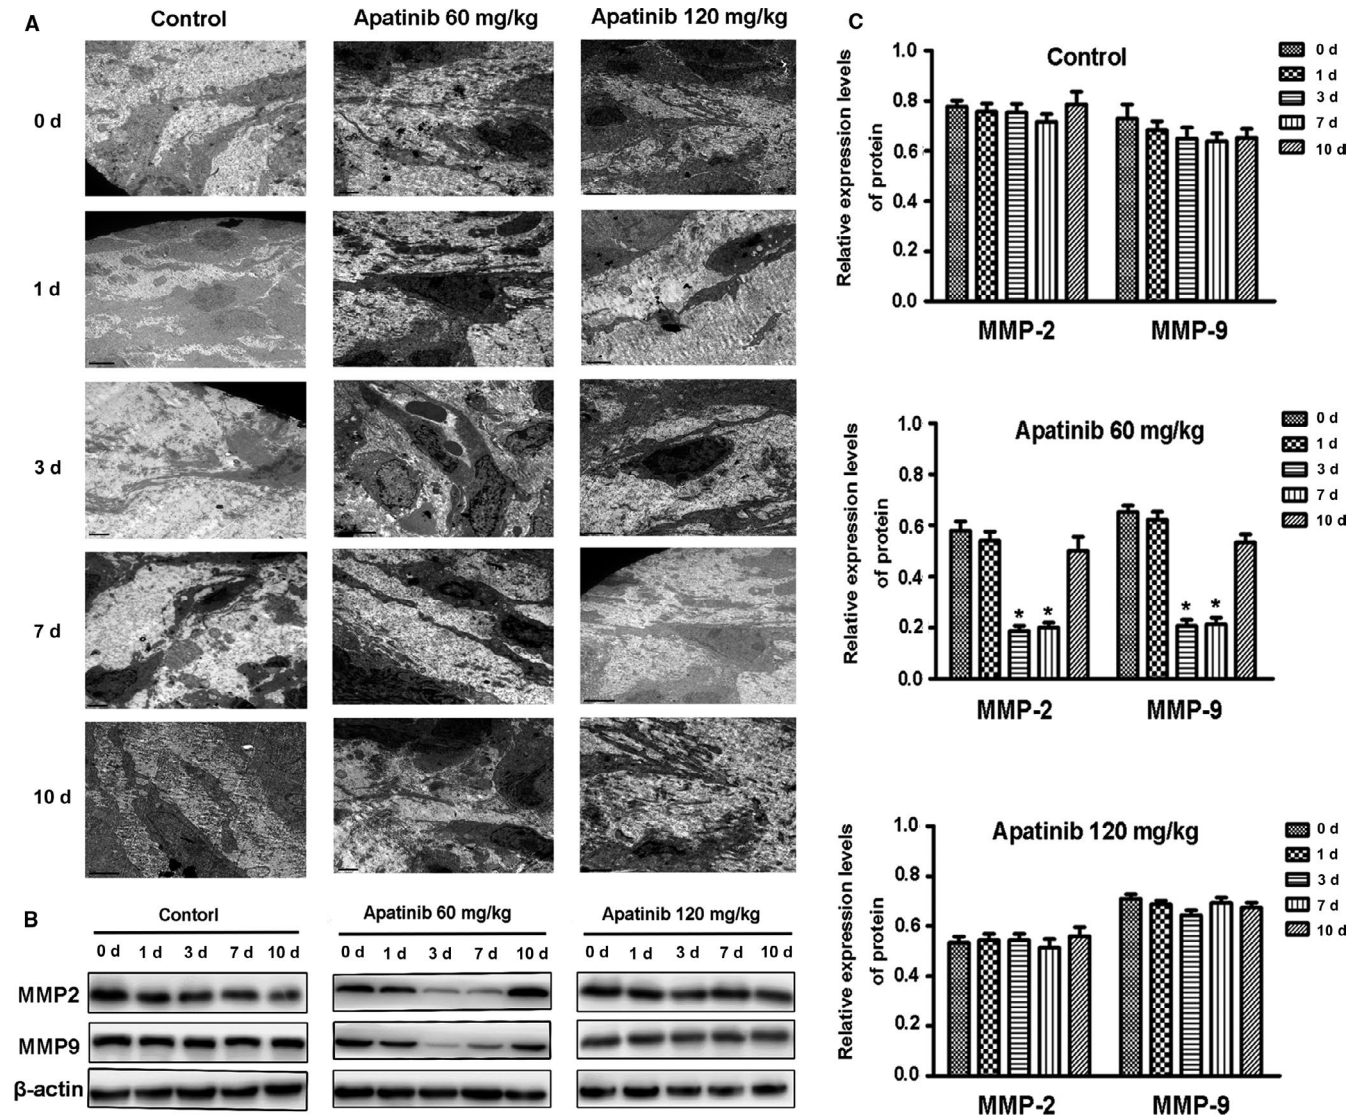 A
Control
Apatinib 60 mg/kg
Apatinib 120 mg/kg
0 d
1 d
3 d
7 d
10 d
B
Contorl
Apatinib 60 mg/kg
Apatinib 120 mg/kg
0 d 1 d 3 d 7 d 10 d
0 d 1 d 3 d 7 d 10 d
0 d 1 d 3 d 7 d 10 d
MMP2
MMP9
β-actin
C
Control
Relative expression levels
of protein
1.0
0.8
0.6
0.4
0.2
0.0
MMP-2
MMP-9
0 d
1 d
3 d
7 d
10 d
Apatinib 60 mg/kg
Relative expression levels
of protein
1.0
0.8
0.6
0.4
0.2
0.0
* *
* *
MMP-2
MMP-9
0 d
1 d
3 d
7 d
10 d
Apatinib 120 mg/kg
Relative expression levels
of protein
1.0
0.8
0.6
0.4
0.2
0.0
MMP-2
MMP-9
0 d
1 d
3 d
7 d
10 d